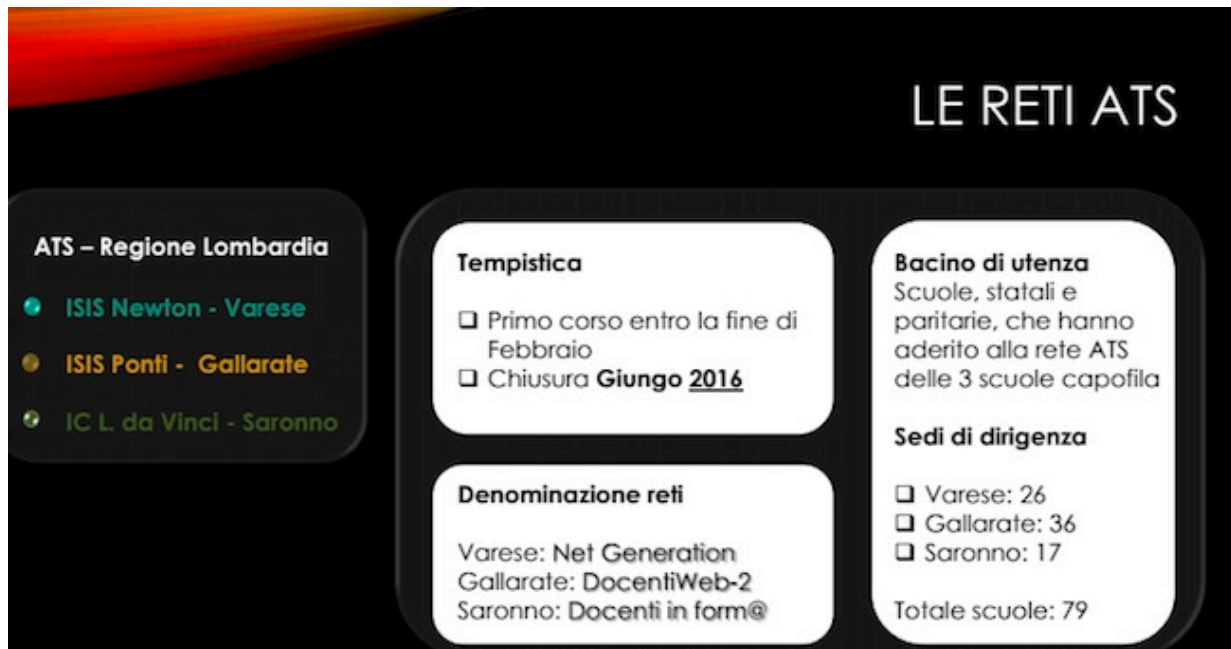 LE RETI ATS
ATS – Regione Lombardia
ISIS Newton - Varese
ISIS Ponti - Gallarate
IC L. da Vinci - Saronno
Tempistica
Primo corso entro la fine di
Febbraio
Chiusura Giungo 2016
Denominazione reti
Varese: Net Generation
Gallarate: DocentiWeb-2
Saronno: Docenti in form@
Bacino di utenza
Scuole, statali e
paritarie, che hanno
aderito alla rete ATS
delle 3 scuole capofila
Sedi di dirigenza
Varese: 26
Gallarate: 36
Saronno: 17
Totale scuole: 79